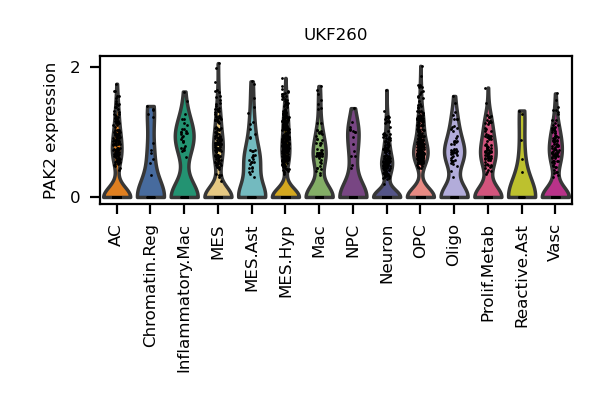 UKF260
PAK2 expression
2
0
AC
Chromatin.Reg
Inflammatory.Mac
MES
MES.Ast
MES.Hyp
Mac
NPC
Neuron
OPC
Oligo
Prolif.Metab
Reactive.Ast
Vasc